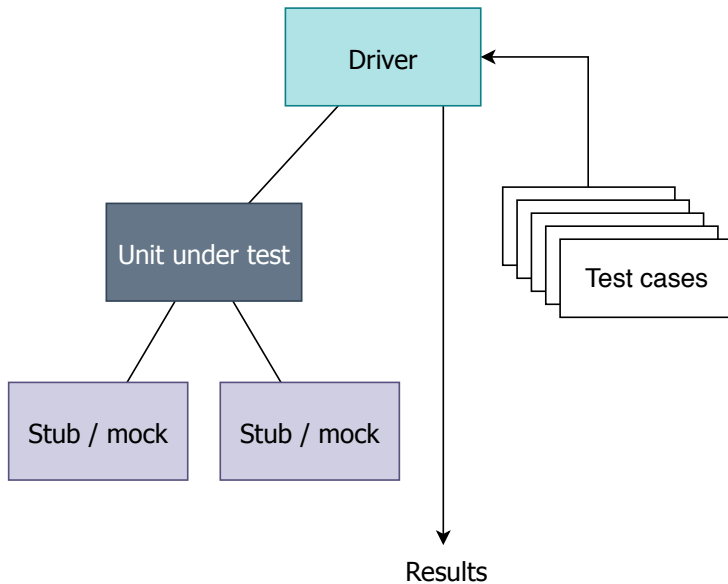 Driver
Unit under test
Test cases
Stub / mock
Stub / mock
Results